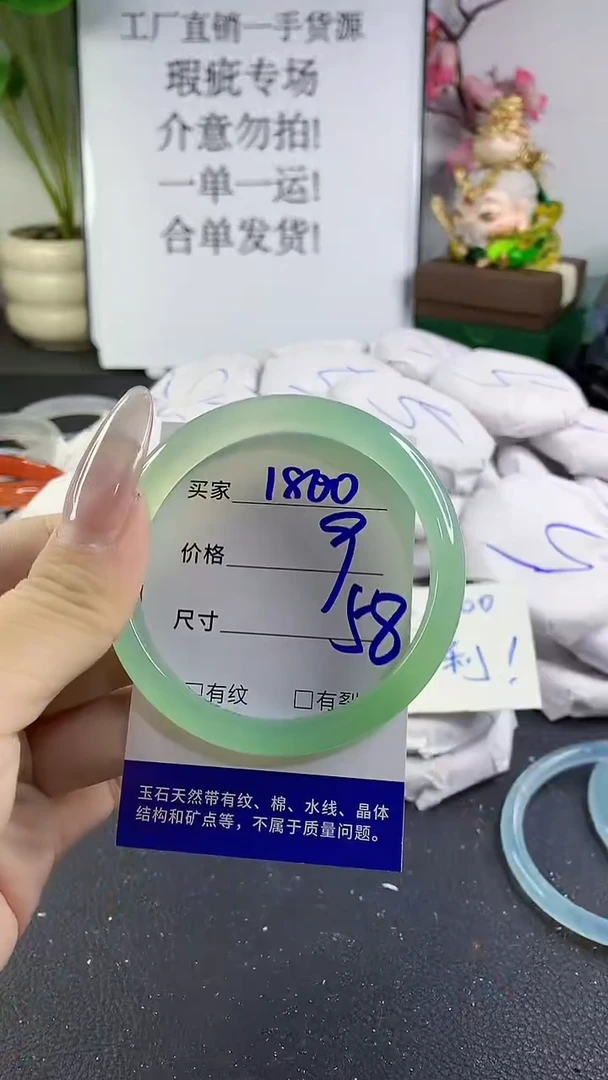 工厂直销一手货源
瑕疵专场
介意勿拍!
一单一运!
合单发货!
买家 1800
价格 9
尺寸 58
□有纹 □有裂
00
利!
玉石天然带有纹、棉、水线、晶体
结构和矿点等，不属于质量问题。